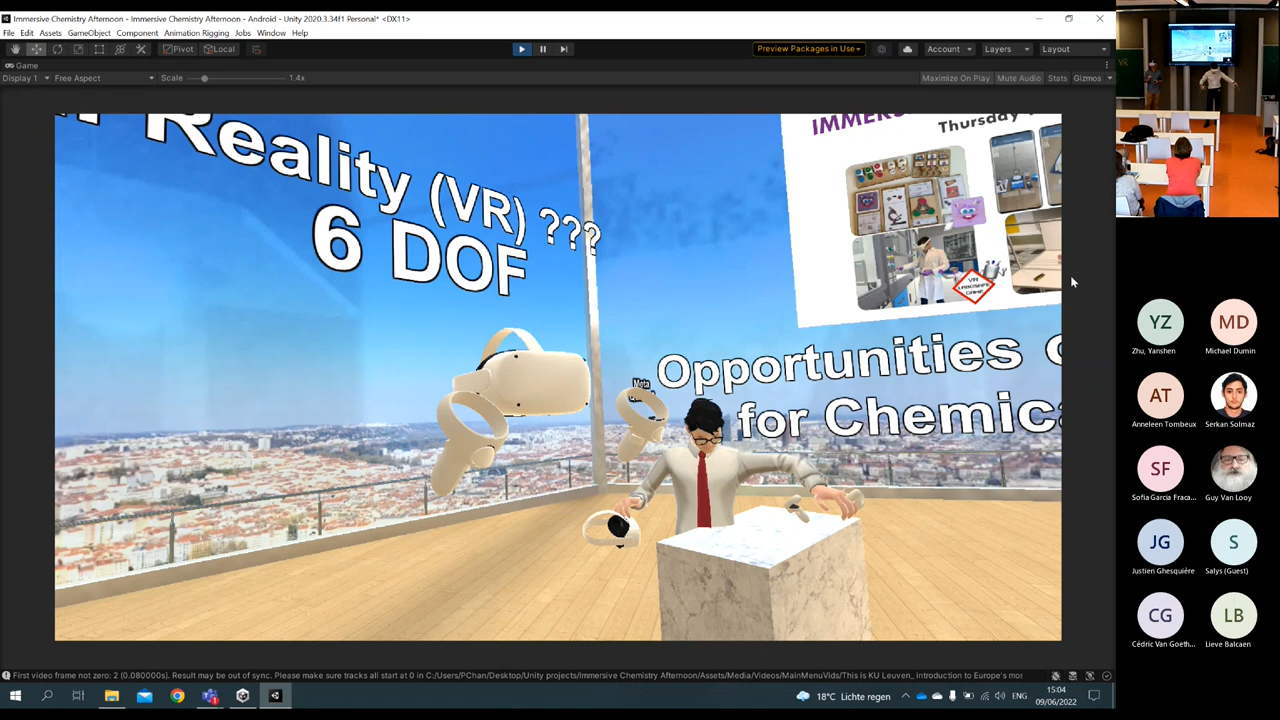 Immersive Chemistry Afternoon - Immersive Chemistry Afternoon - Android - Unity 2020.3.34f1 Personal* <DX11>
File Edit Assets GameObject Component Animation Rigging Jobs Window Help
Pivot Local Preview Packages in Use Account Layers Layout
Game
Display 1 Free Aspect Scale 1.4x Maximize On Play Mute Audio Stats Gizmos
Reality (VR) ???
6 DOF
Thursday
VR
Meta
Opportunities
for Chemica
First video frame not zero: 2 (0.080000s). Result may be out of sync. Please make sure tracks all start at 0 in C:/Users/PChan/Desktop/Unity projects/Immersive Chemistry Afternoon/Assets/Media/Videos/MainMenuVids/This is KU Leuven_ Introduction to Europe's mos
18°C Lichte regen ENG 15:04
09/06/2022
YZ MD
Zhu, Yanshen Michael Dumin
AT
Anneleen Tombeux Serkan Solmaz
SF
Sofia Garcia Fraca... Guy Van Looy
JG S
Justien Ghesquière Salys (Guest)
CG LB
Cédric Van Goeth... Lieve Balcaen